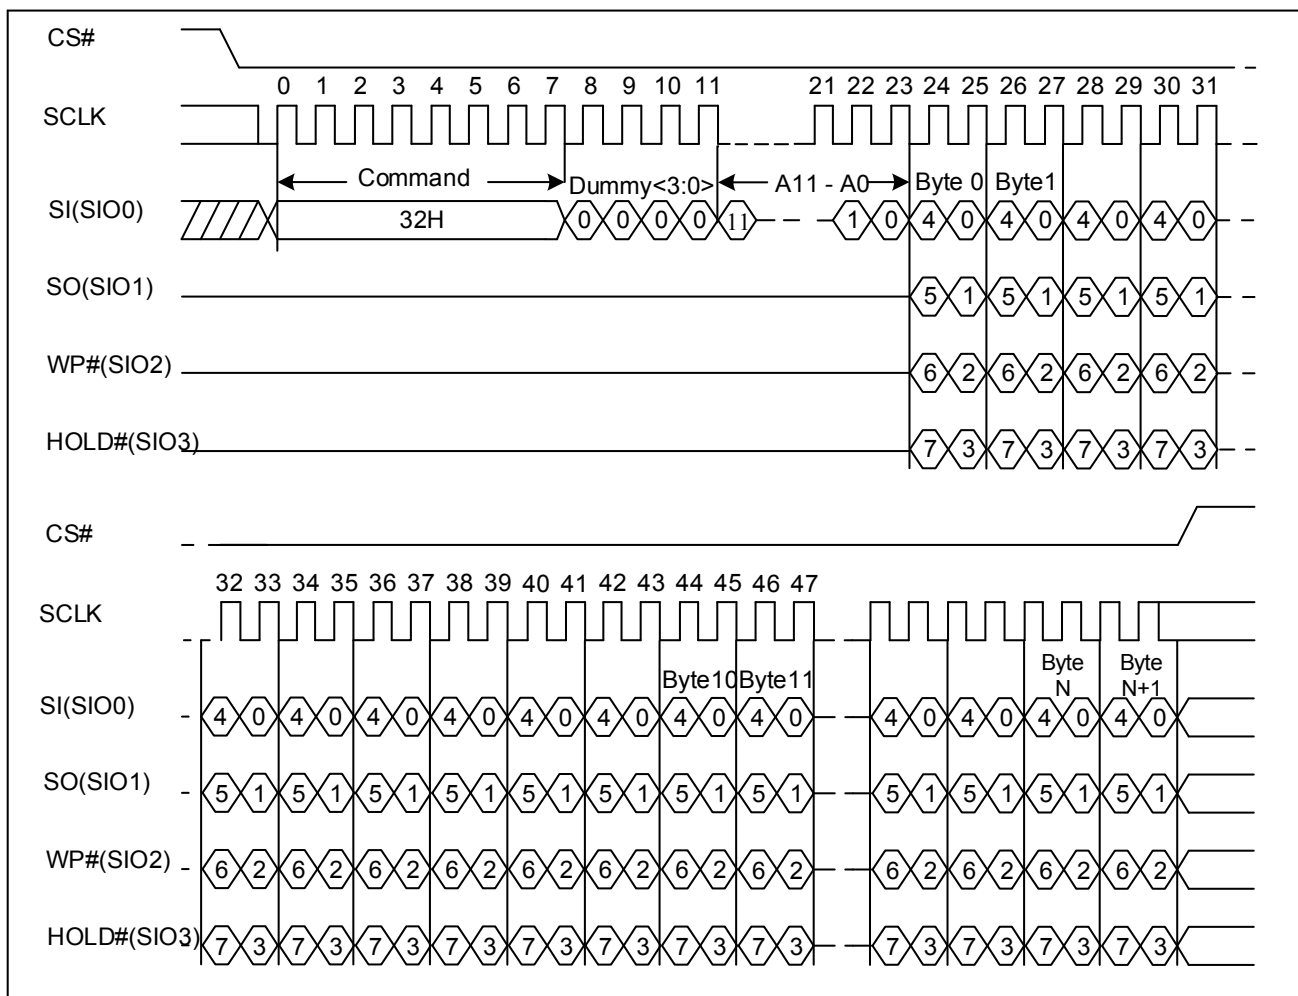 CS#
0 1 2 3 4 5 6 7 8 9 10 11 21 22 23 24 25 26 27 28 29 30 31
SCLK
Command Dummy<3:0> A11 - A0 Byte 0 Byte1
SI(SIO0) 32H 0 0 0 0 11 1 0 4 0 4 0 4 0 4 0
SO(SIO1) 5 1 5 1 5 1 5 1
WP#(SIO2) 6 2 6 2 6 2 6 2
HOLD#(SIO3) 7 3 7 3 7 3 7 3
CS#
32 33 34 35 36 37 38 39 40 41 42 43 44 45 46 47
SCLK
Byte10 Byte11 Byte N Byte N+1
SI(SIO0) 4 0 4 0 4 0 4 0 4 0 4 0 4 0 4 0 4 0 4 0 4 0 4 0
SO(SIO1) 5 1 5 1 5 1 5 1 5 1 5 1 5 1 5 1 5 1 5 1 5 1 5 1
WP#(SIO2) 6 2 6 2 6 2 6 2 6 2 6 2 6 2 6 2 6 2 6 2 6 2 6 2
HOLD#(SIO3) 7 3 7 3 7 3 7 3 7 3 7 3 7 3 7 3 7 3 7 3 7 3 7 3